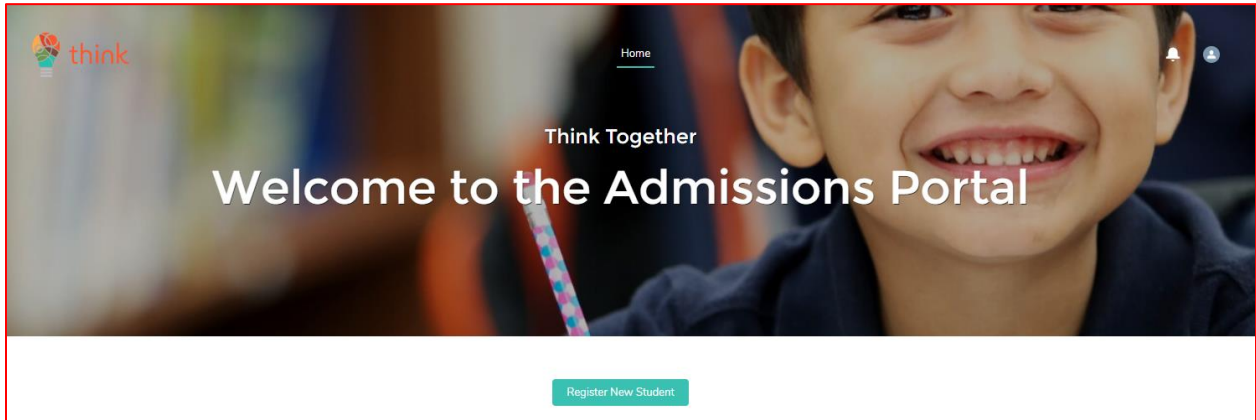 think
Home
Think Together
Welcome to the Admissions Portal
Register New Student